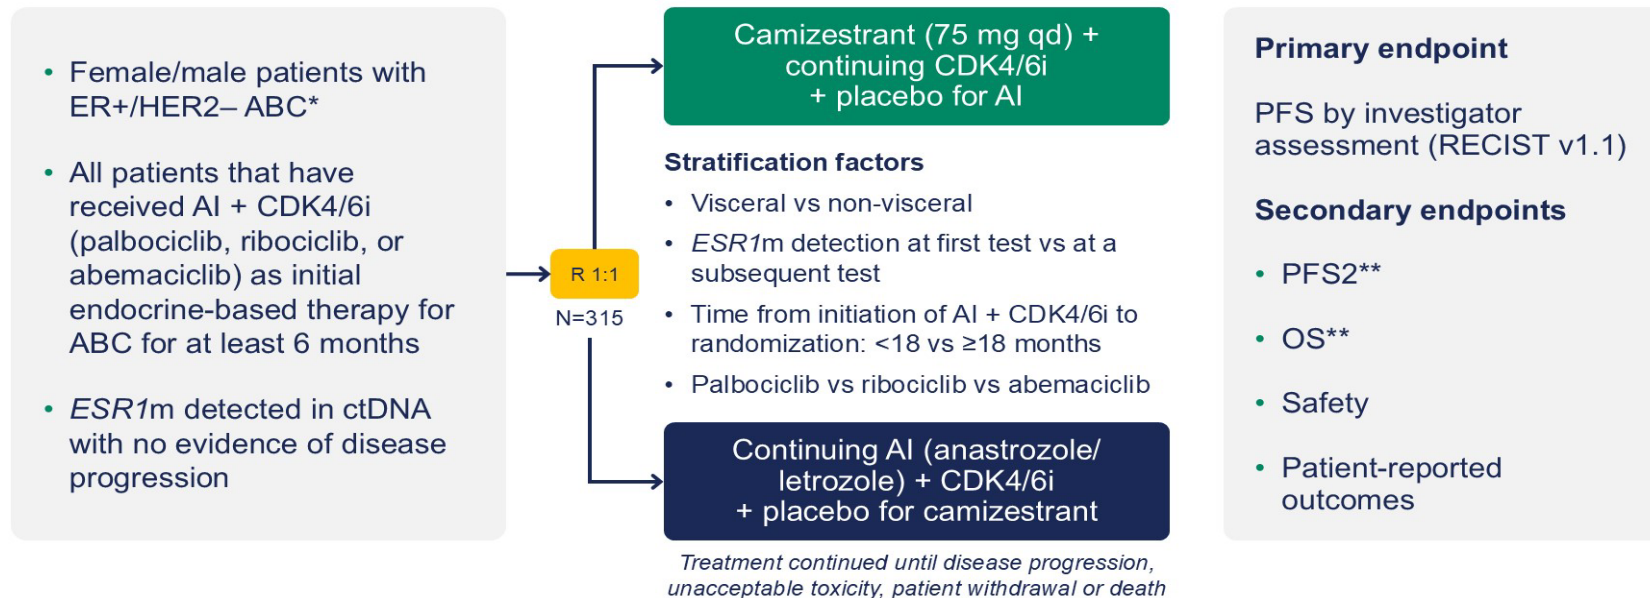 • Female/male patients with
ER+/HER2– ABC*
• All patients that have
received AI + CDK4/6i
(palbociclib, ribociclib, or
abemaciclib) as initial
endocrine-based therapy for
ABC for at least 6 months
• ESR1m detected in ctDNA
with no evidence of disease
progression
R 1:1
N=315
Camizestrant (75 mg qd) +
continuing CDK4/6i
+ placebo for AI
Stratification factors
• Visceral vs non-visceral
• ESR1m detection at first test vs at a
subsequent test
• Time from initiation of AI + CDK4/6i to
randomization: <18 vs ≥18 months
• Palbociclib vs ribociclib vs abemaciclib
Continuing AI (anastrozole/
letrozole) + CDK4/6i
+ placebo for camizestrant
Treatment continued until disease progression,
unacceptable toxicity, patient withdrawal or death
Primary endpoint
PFS by investigator
assessment (RECIST v1.1)
Secondary endpoints
• PFS2**
• OS**
• Safety
• Patient-reported
outcomes